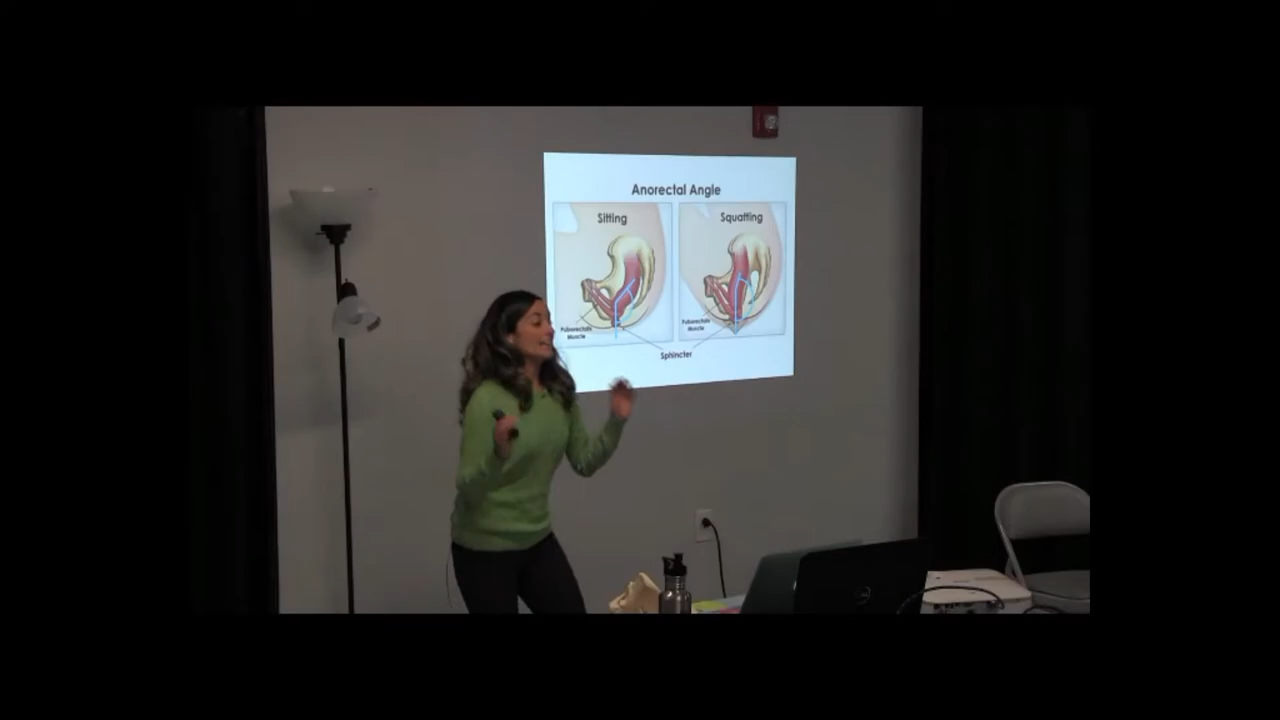 Anorectal Angle
Sitting
Squatting
Puborectalis
Muscle
Puborectalis
Muscle
Sphincter